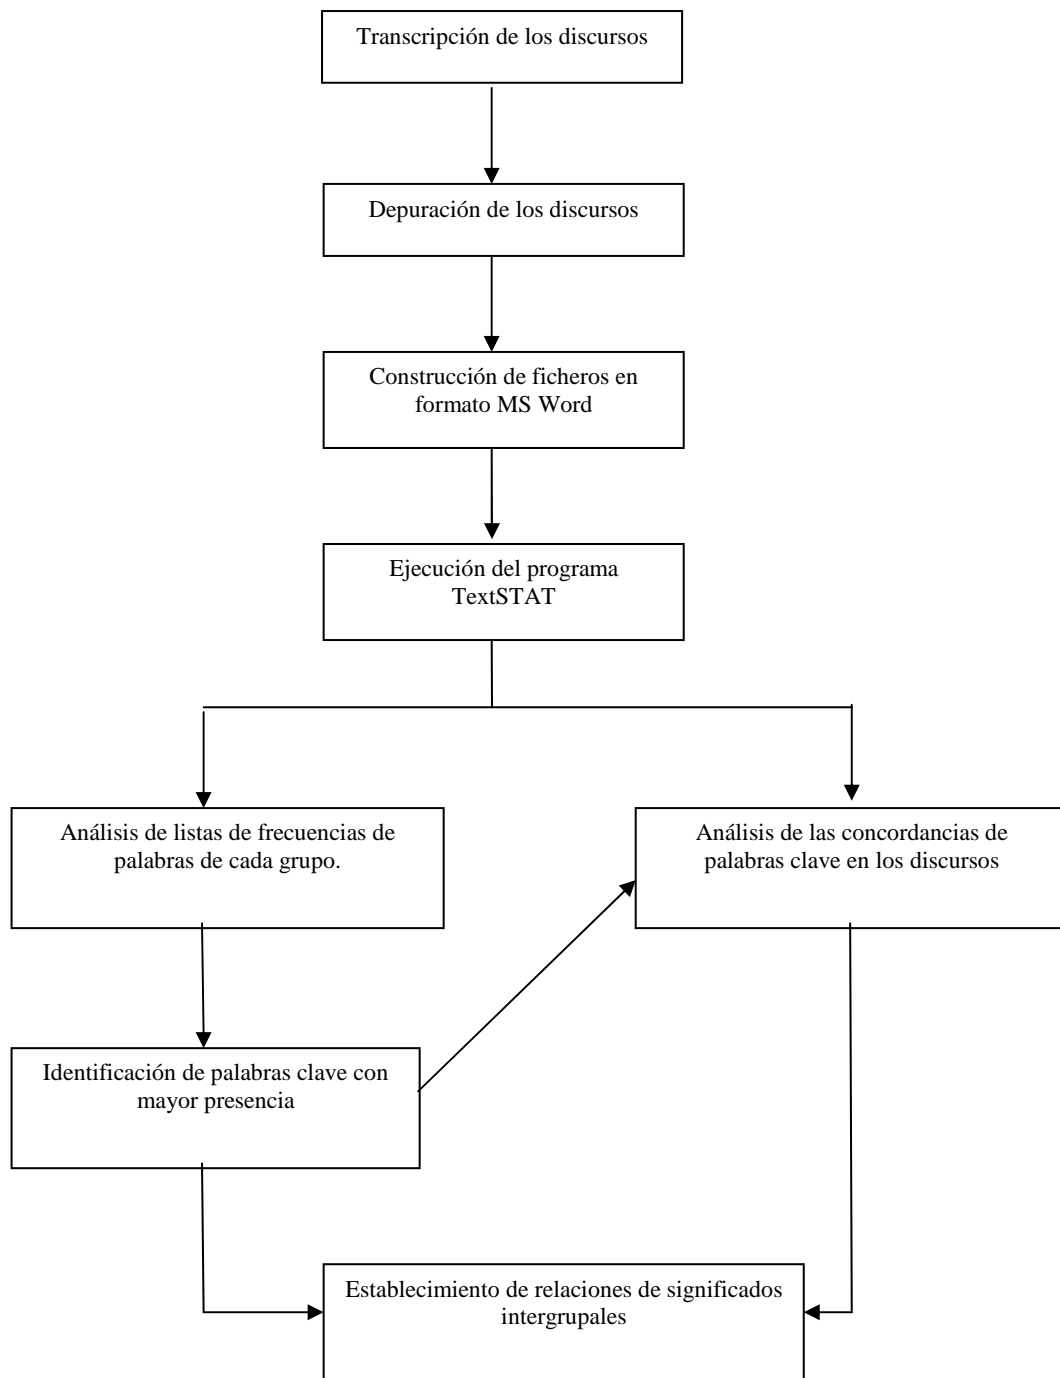 Transcripción de los discursos
Depuración de los discursos
Construcción de ficheros en
formato MS Word
Ejecución del programa
TextSTAT
Análisis de listas de frecuencias de
palabras de cada grupo.
Análisis de las concordancias de
palabras clave en los discursos
Identificación de palabras clave con
mayor presencia
Establecimiento de relaciones de significados
intergrupales